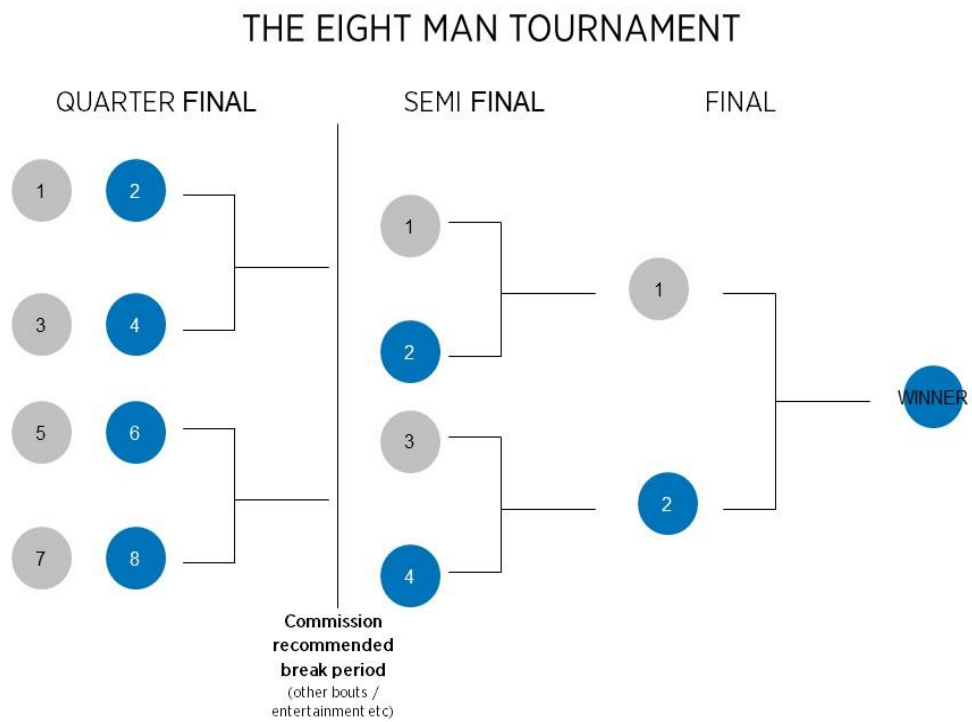 THE EIGHT MAN TOURNAMENT
QUARTER FINAL
SEMI FINAL
FINAL
1
2
3
4
5
6
7
8
Commission
recommended
break period
(other bouts /
entertainment etc)
1
2
3
4
1
2
WINNER